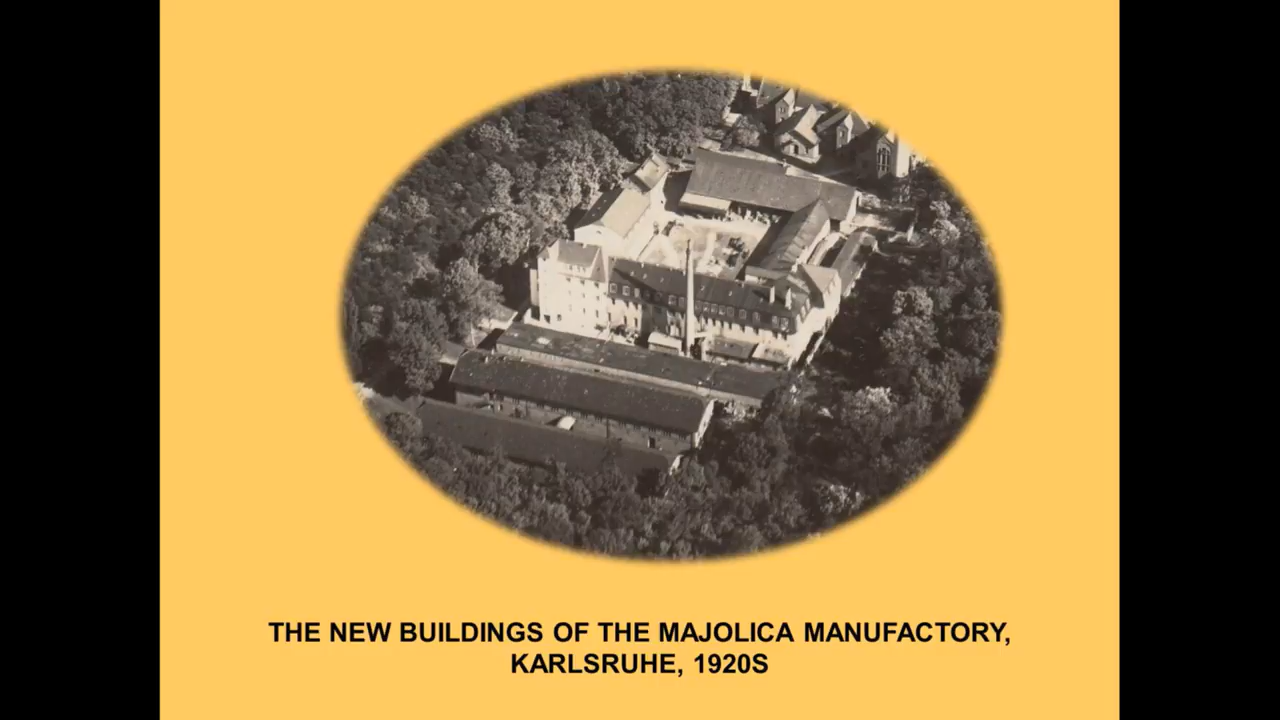 THE NEW BUILDINGS OF THE MAJOLICA MANUFACTORY,
KARLSRUHE, 1920S